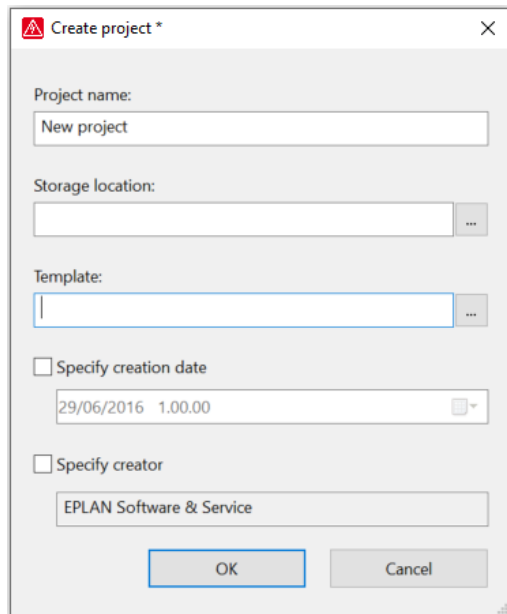 Create project *
Project name:
New project
Storage location:
...
Template:
...
Specify creation date
29/06/2016 1.00.00
Specify creator
EPLAN Software & Service
OK Cancel